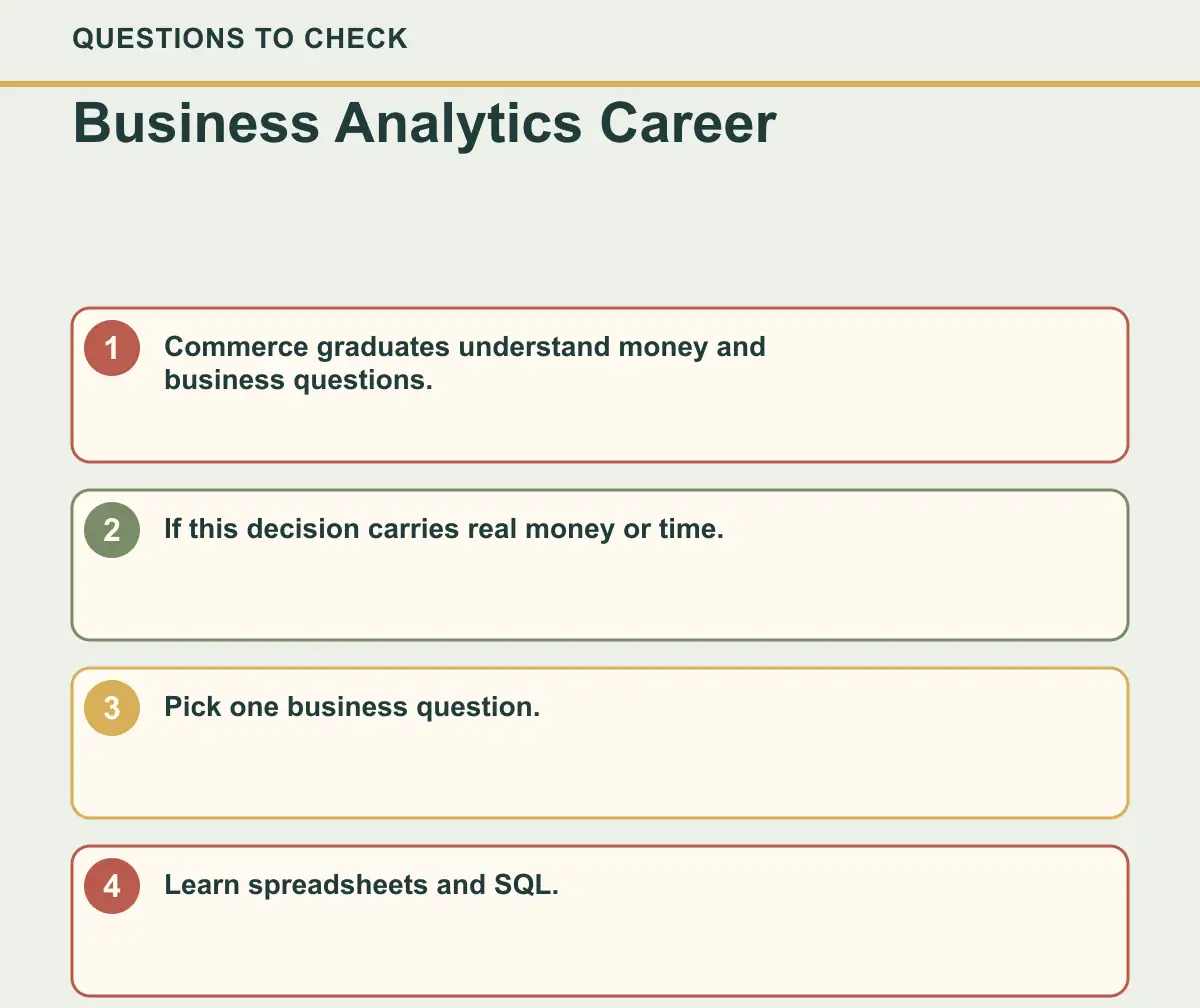 QUESTIONS TO CHECK
Business Analytics Career
1
Commerce graduates understand money and
business questions.
2
If this decision carries real money or time.
3
Pick one business question.
4
Learn spreadsheets and SQL.